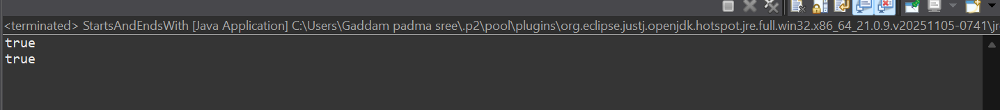 <terminated> StartsAndEndsWith [Java Application] C:\Users\Gaddam padma sree\.p2\pool\plugins\org.eclipse.justj.openjdk.hotspot.jre.full.win32.x86_64_21.0.9.v20251105-0741\jr
true
true